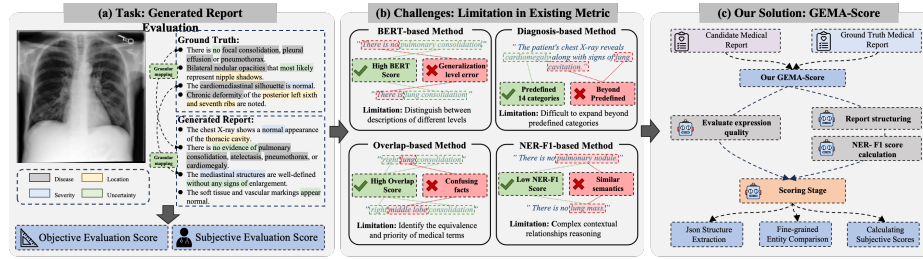 (a) Task: Generated Report
Evaluation
Ground Truth:
There is no focal consolidation, pleural
effusion or pneumothorax.
Bilateral nodular opacities that most likely
represent nipple shadows.
The cardiomediastinal silhouette is normal.
Chronic deformity of the posterior left sixth
and seventh ribs are noted.
Granular
mapping
Generated Report:
The chest X-ray shows a normal appearance
of the thoracic cavity.
There is no evidence of pulmonary
consolidation, atelectasis, pneumothorax, or
cardiomegaly.
The mediastinal structures are well-defined
without any signs of enlargement.
The soft tissue and vascular markings appear
normal.
Granular
mapping
Disease
Location
Severity
Uncertainty
Objective Evaluation Score
Subjective Evaluation Score
(b) Challenges: Limitation in Existing Metric
BERT-based Method
"There is no pulmonary consolidation"
High BERT
Score
Generalization
level error
"There is lung consolidation"
Limitation: Distinguish between
descriptions of different levels
Diagnosis-based Method
"The patient's chest X-ray reveals
cardiomegaly along with signs of lung
cavitation."
Predefined
14 categories
Beyond
Predefined
Limitation: Difficult to expand beyond
predefined categories
Overlap-based Method
"right lung consolidation"
High Overlap
Score
Confusing
facts
"right middle lobe consolidation"
Limitation: Identify the equivalence
and priority of medical terms
NER-F1-based Method
"There is no pulmonary nodule"
Low NER-F1
Score
Similar
semantics
"There is no lung mass"
Limitation: Complex contextual
relationships reasoning
(c) Our Solution: GEMA-Score
Candidate Medical
Report
Ground Truth Medical
Report
Our GEMA-Score
Evaluate expression
quality
Report structuring
NER- F1 score
calculation
Scoring Stage
Json Structure
Extraction
Fine-grained
Entity Comparison
Calculating
Subjective Scores